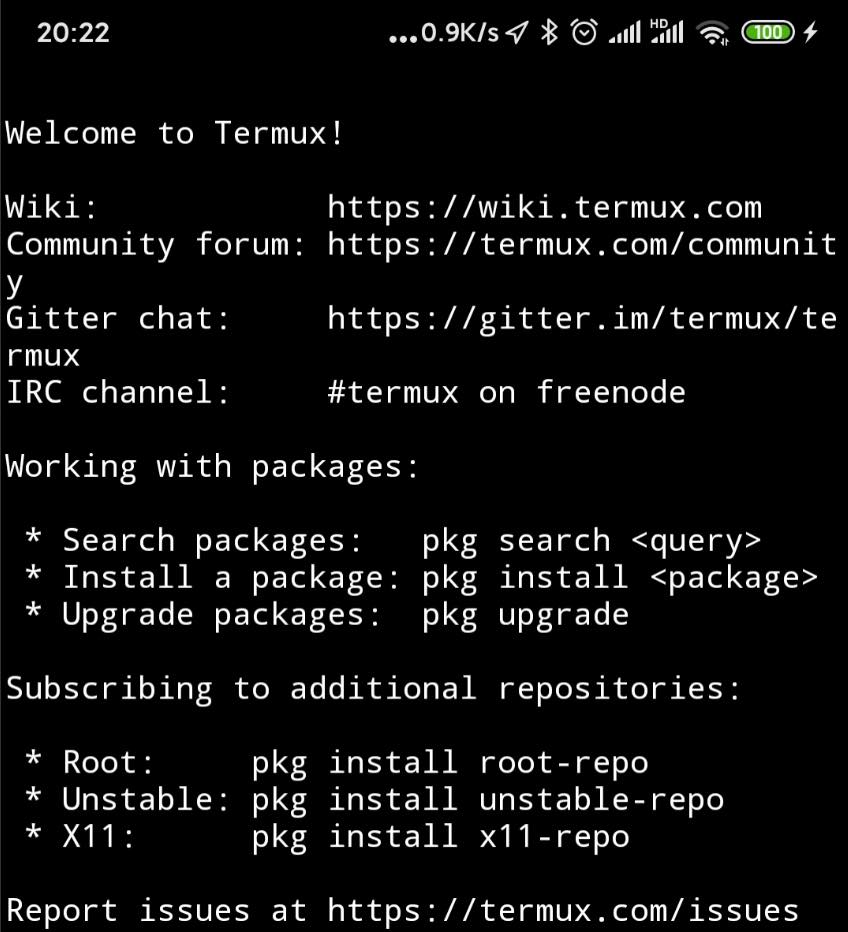 20:22 ...0.9K/s HD 100
Welcome to Termux!
Wiki: https://wiki.termux.com
Community forum: https://termux.com/communit
y
Gitter chat: https://gitter.im/termux/te
rmux
IRC channel: #termux on freenode
Working with packages:
* Search packages: pkg search <query>
* Install a package: pkg install <package>
* Upgrade packages: pkg upgrade
Subscribing to additional repositories:
* Root: pkg install root-repo
* Unstable: pkg install unstable-repo
* X11: pkg install x11-repo
Report issues at https://termux.com/issues